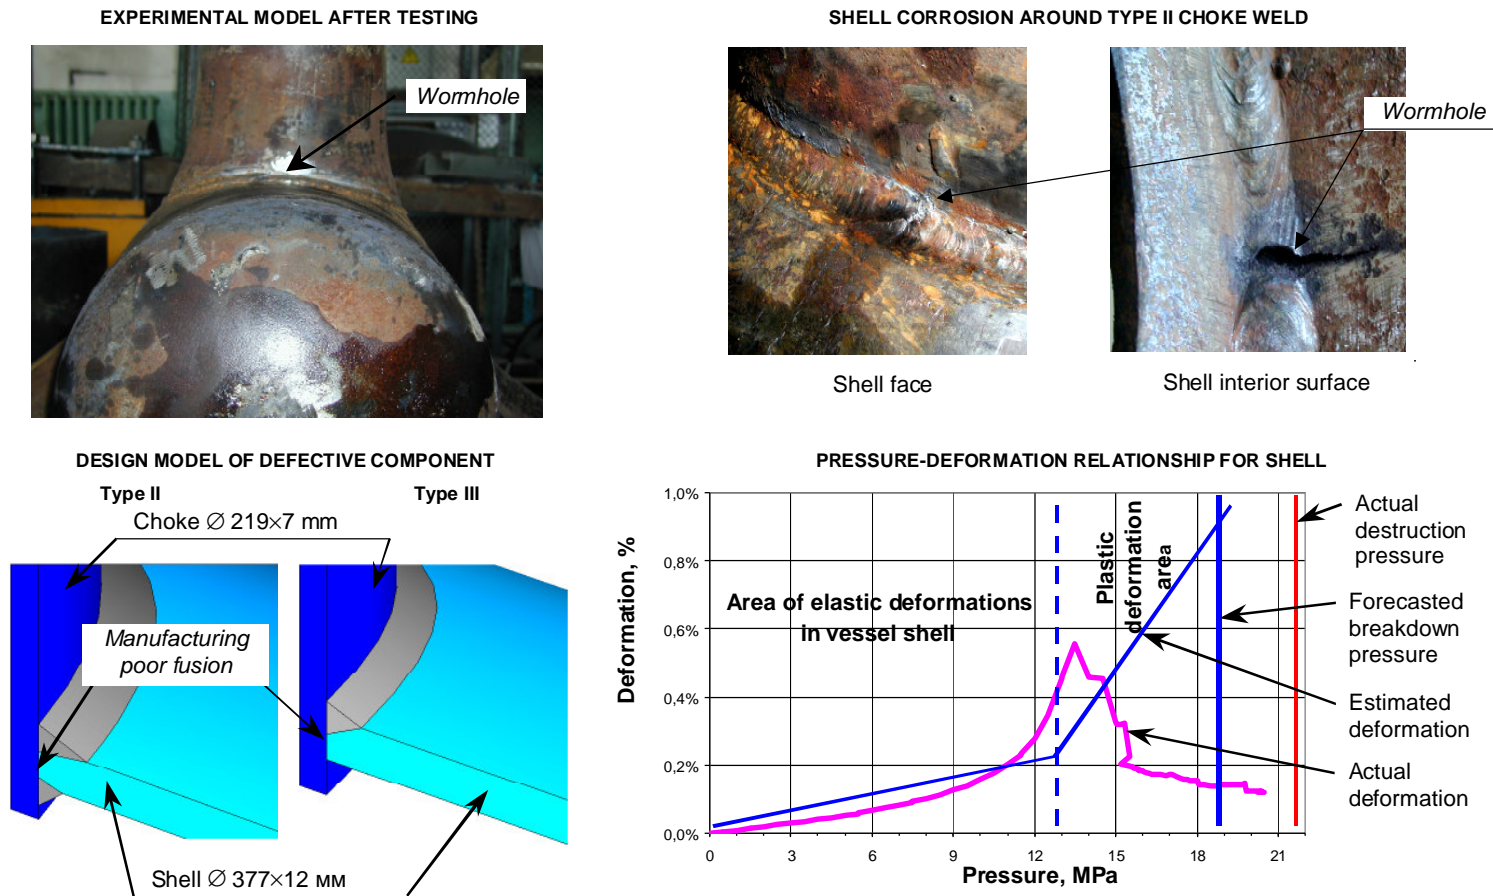 EXPERIMENTAL MODEL AFTER TESTING
Wormhole
SHELL CORROSION AROUND TYPE II CHOKE WELD
Wormhole
Shell face
Shell interior surface
DESIGN MODEL OF DEFECTIVE COMPONENT
Type II
Type III
Choke ∅ 219×7 mm
Manufacturing
poor fusion
Shell ∅ 377×12 мм
PRESSURE-DEFORMATION RELATIONSHIP FOR SHELL
Deformation, %
1,0%
0,8%
0,6%
0,4%
0,2%
0,0%
Area of elastic deformations
in vessel shell
Plastic
deformation
area
0 3 6 9 12 15 18 21
Pressure, MPa
Actual
destruction
pressure
Forecasted
breakdown
pressure
Estimated
deformation
Actual
deformation